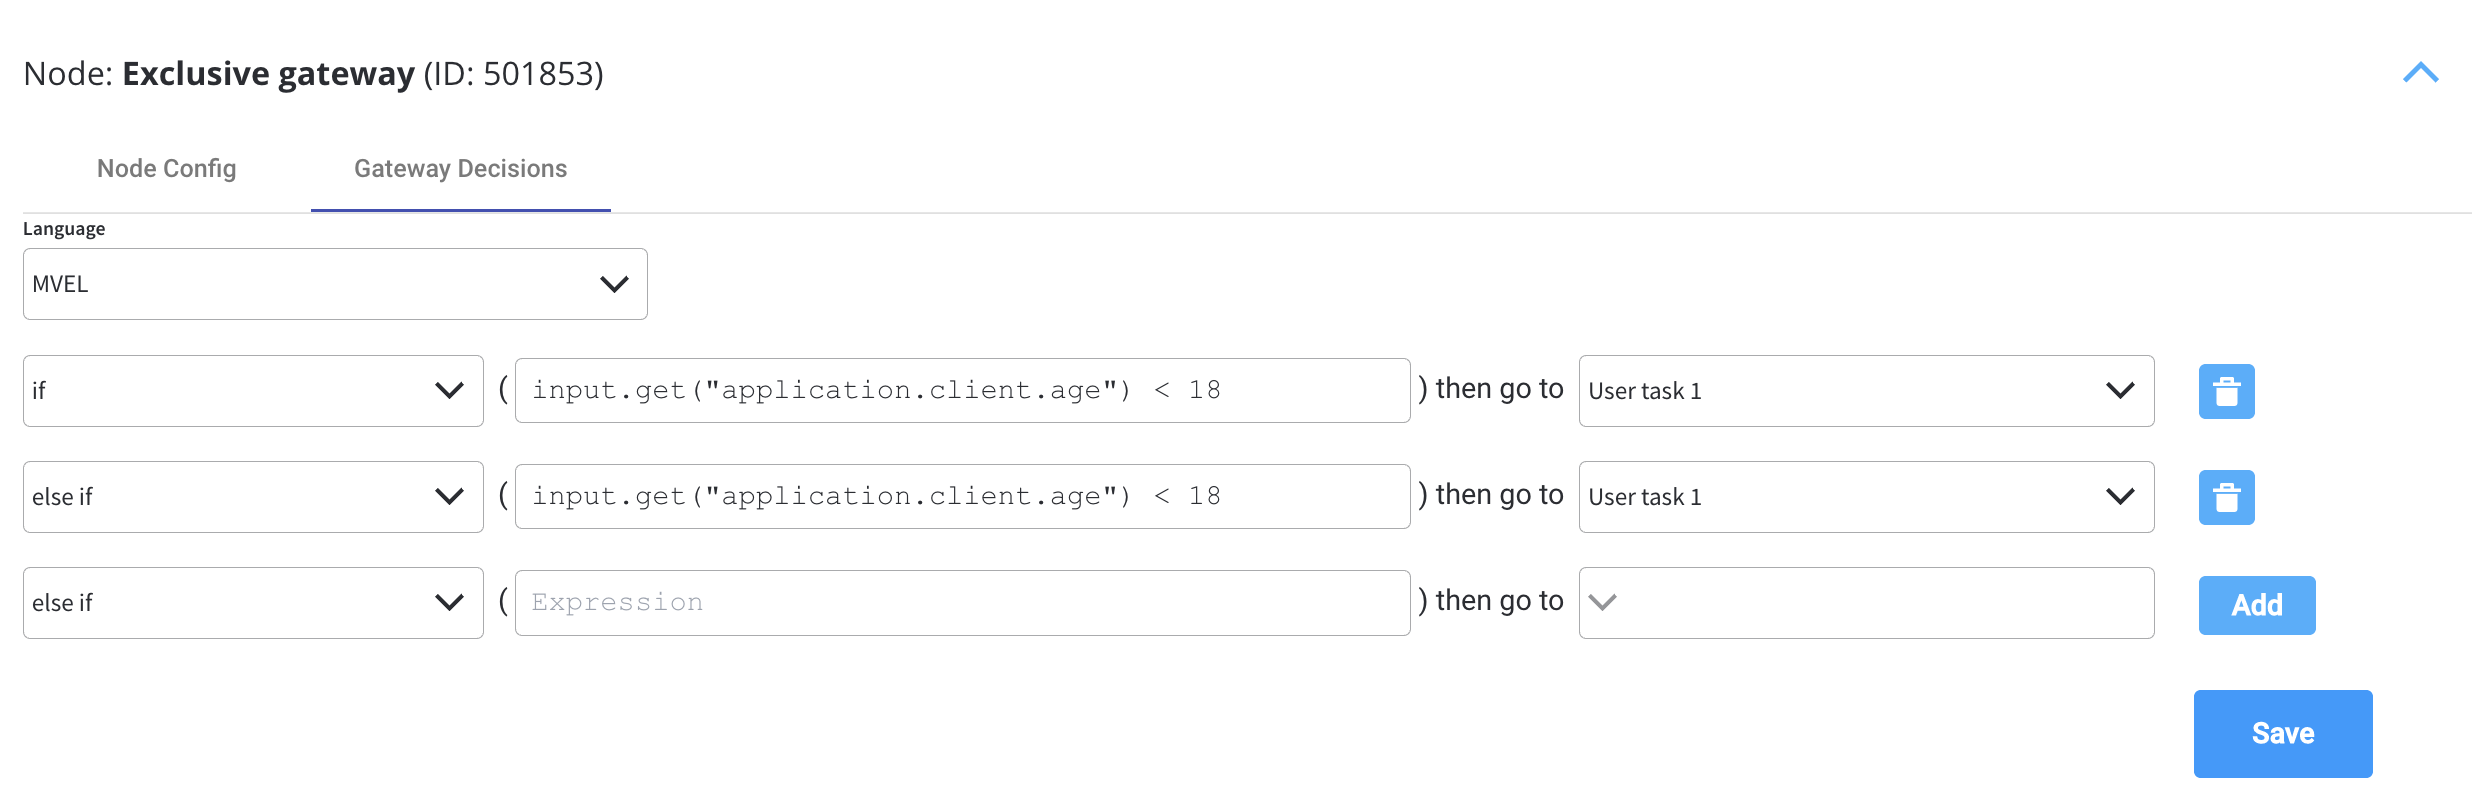 Node: Exclusive gateway (ID: 501853)
Node Config Gateway Decisions
Language
MVEL
if ( input.get("application.client.age") < 18 ) then go to User task 1
else if ( input.get("application.client.age") < 18 ) then go to User task 1
else if ( Expression ) then go to Add
Save